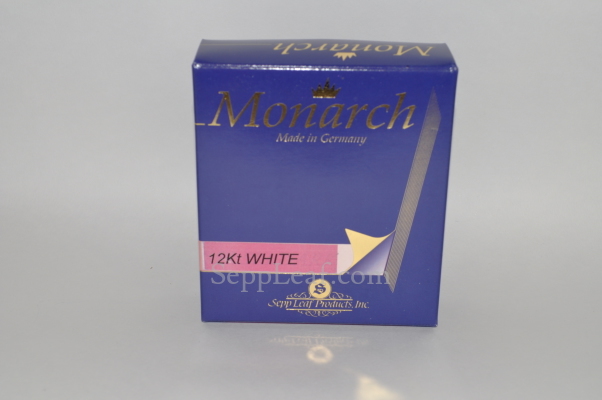 Monarch
Monarch
Made in Germany
12Kt WHITE
SeppLeaf.com
S
Sepp Leaf Products, Inc.